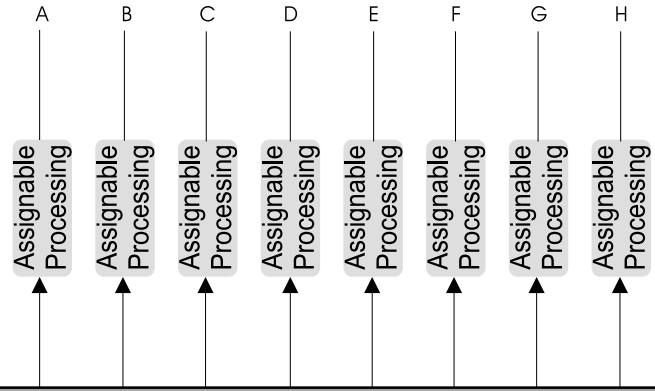 A B C D E F G H
Assignable
Processing
Assignable
Processing
Assignable
Processing
Assignable
Processing
Assignable
Processing
Assignable
Processing
Assignable
Processing
Assignable
Processing